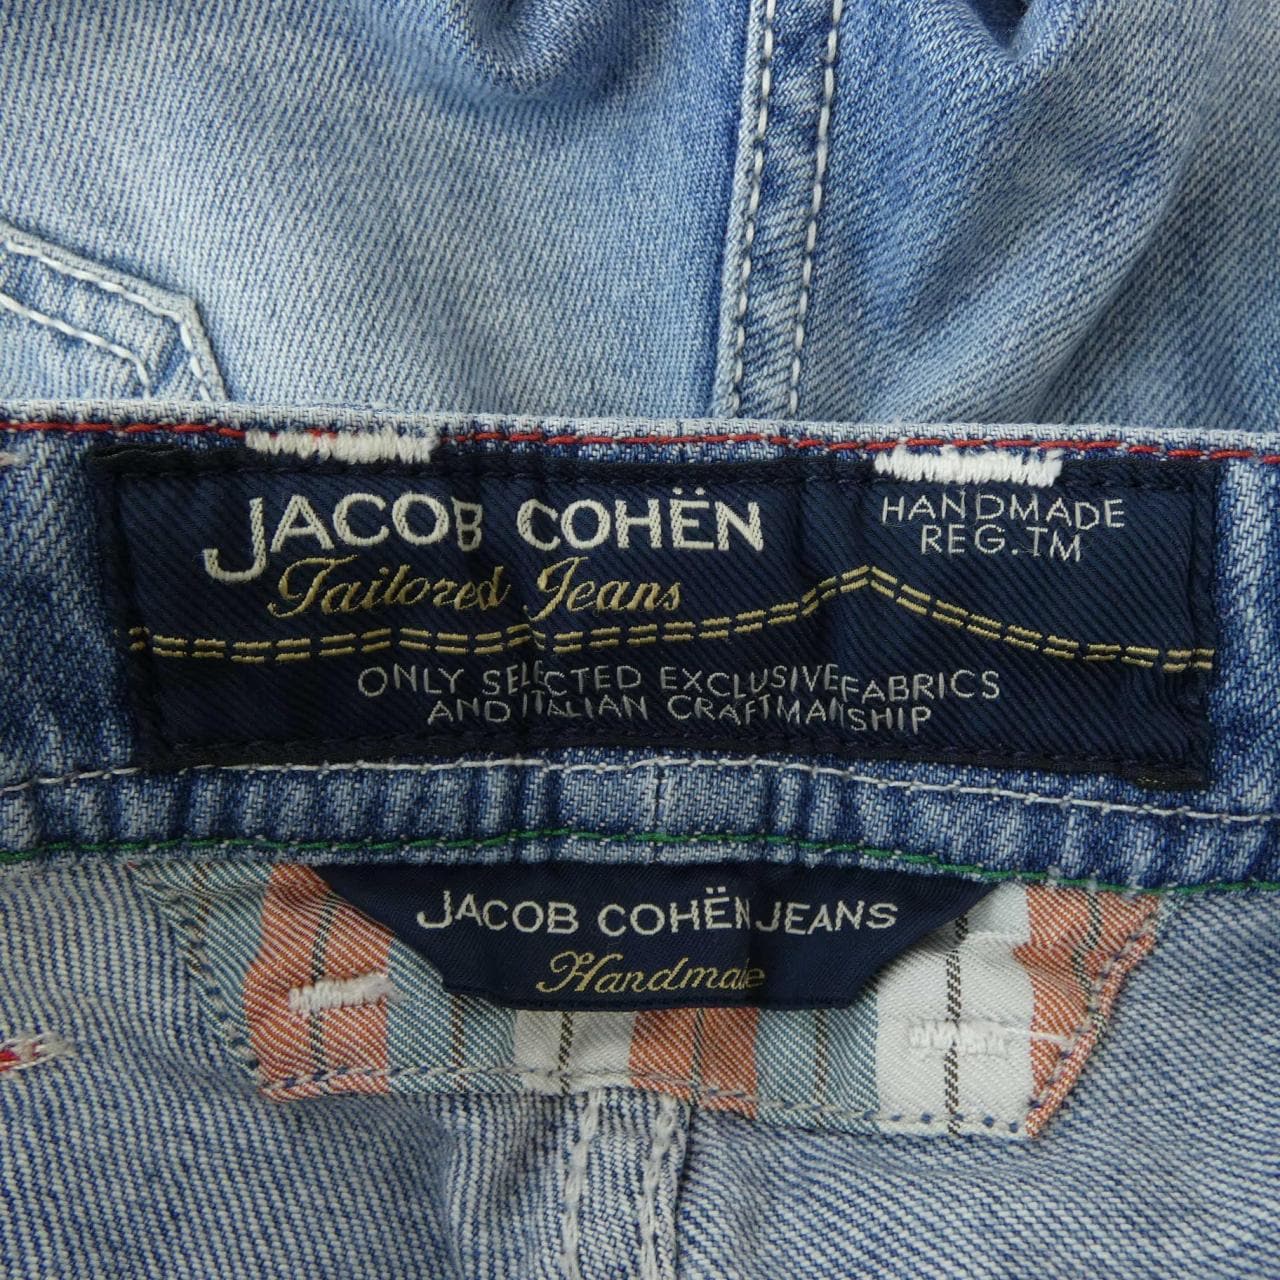 JACOB COHËN
Tailored Jeans
HANDMADE
REG.TM
ONLY SELECTED EXCLUSIVE FABRICS
AND ITALIAN CRAFTMANSHIP
JACOB COHËN JEANS
Handmade